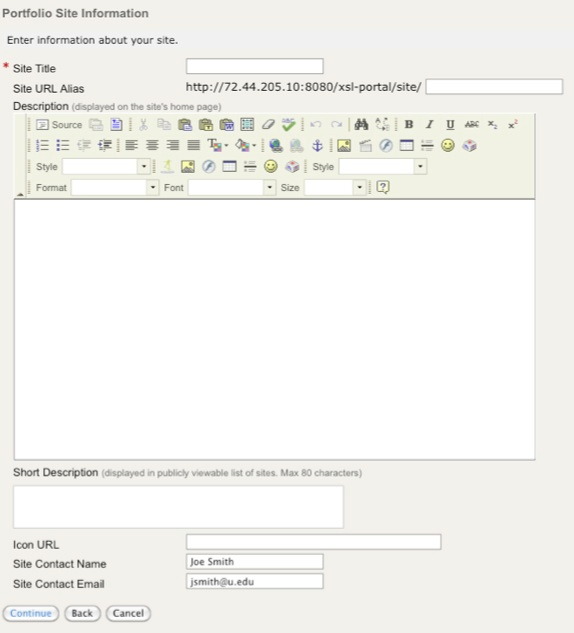 Portfolio Site Information
Enter information about your site.
* Site Title
Site URL Alias http://72.44.205.10:8080/xsl-portal/site/
Description (displayed on the site's home page)
Source ABC B I U ABC x₂ x²
Style Style
Format Font Size
Short Description (displayed in publicly viewable list of sites. Max 80 characters)
Icon URL
Site Contact Name Joe Smith
Site Contact Email jsmith@u.edu
Continue Back Cancel